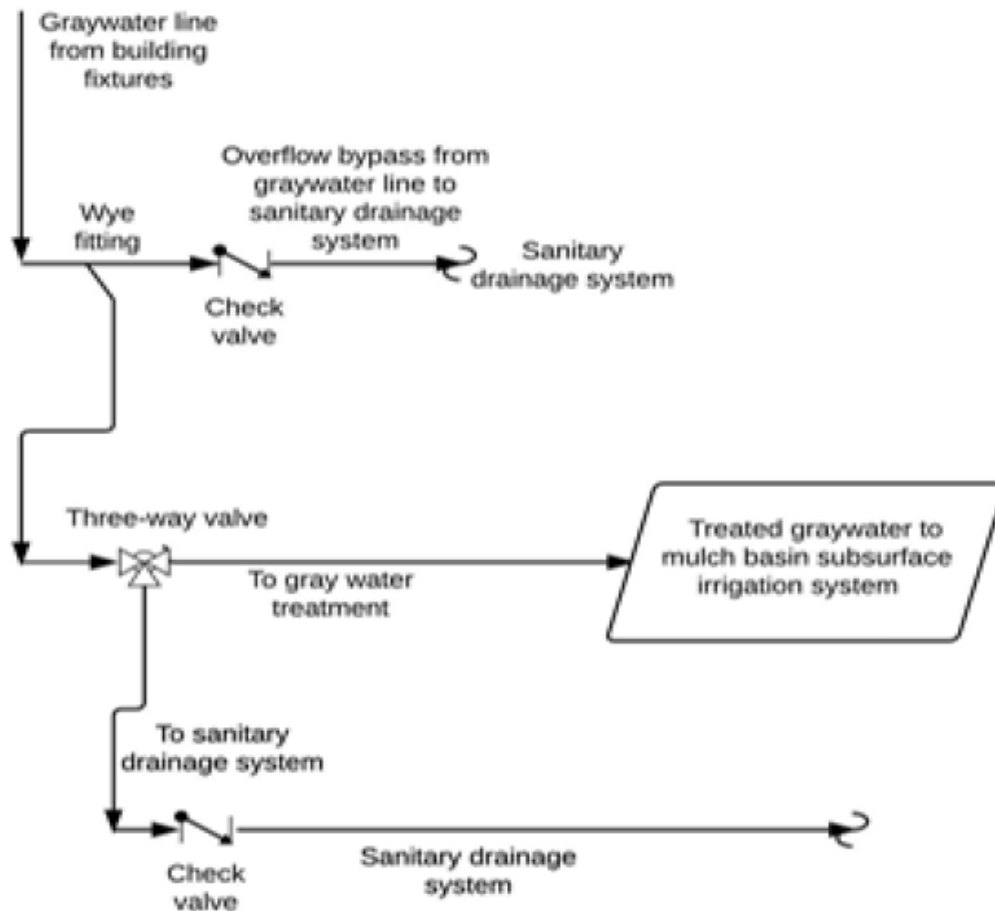 Graywater line
from building
fixtures
Overflow bypass from
graywater line to
sanitary drainage
system
Wye
fitting
Sanitary
drainage system
Check
valve
Three-way valve
Treated graywater to
mulch basin subsurface
irrigation system
To gray water
treatment
To sanitary
drainage system
Sanitary drainage
system
Check
valve